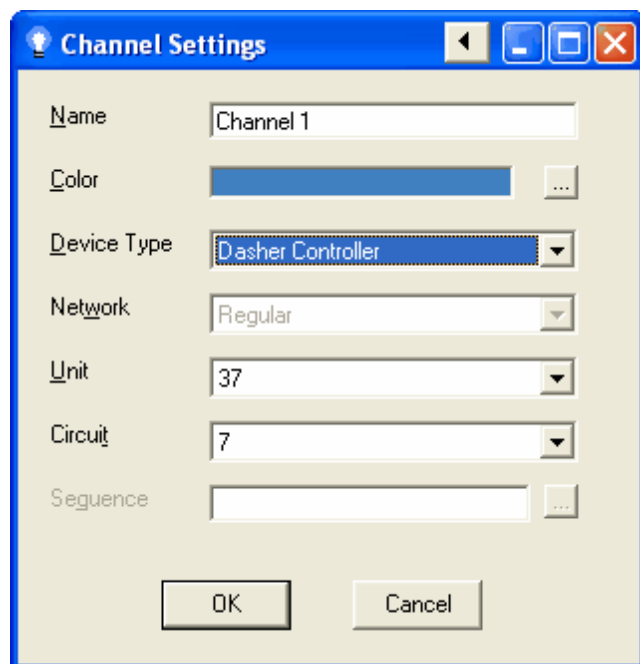 Channel Settings
Name Channel 1
Color ...
Device Type Dasher Controller
Network Regular
Unit 37
Circuit 7
Sequence ...
OK Cancel